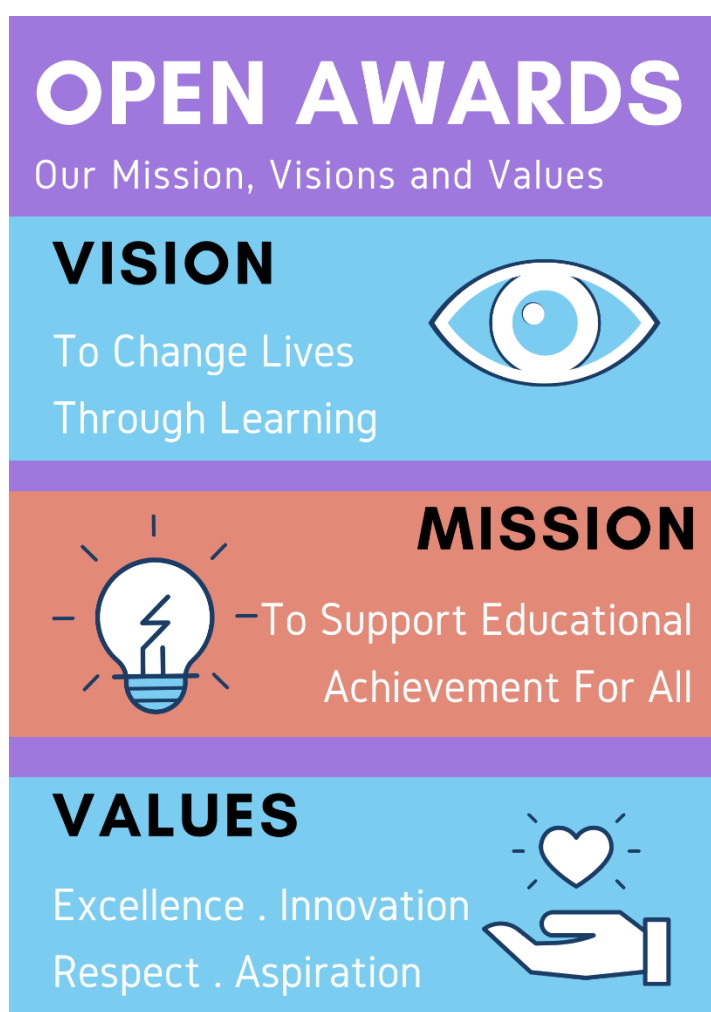 OPEN AWARDS
Our Mission, Visions and Values
VISION
To Change Lives
Through Learning
MISSION
To Support Educational
Achievement For All
VALUES
Excellence . Innovation
Respect . Aspiration